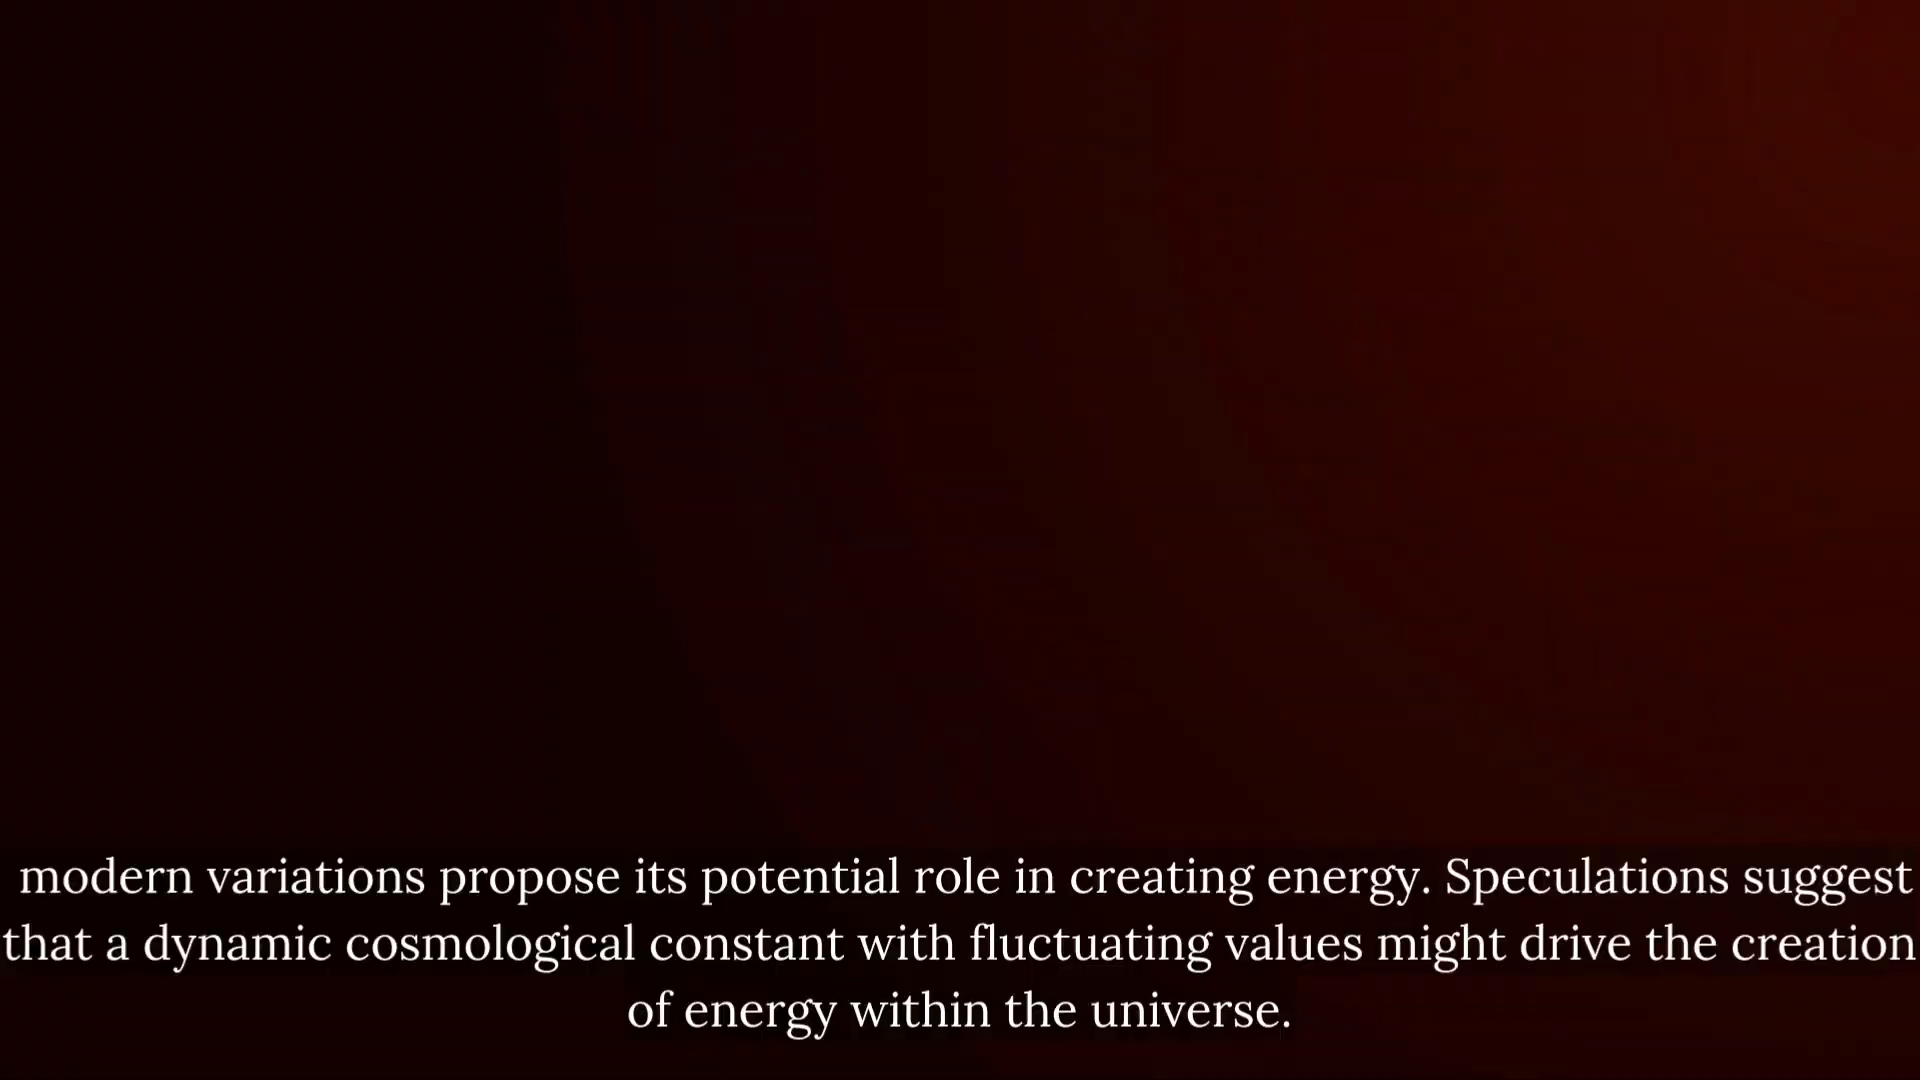 modern variations propose its potential role in creating energy. Speculations suggest
that a dynamic cosmological constant with fluctuating values might drive the creation
of energy within the universe.